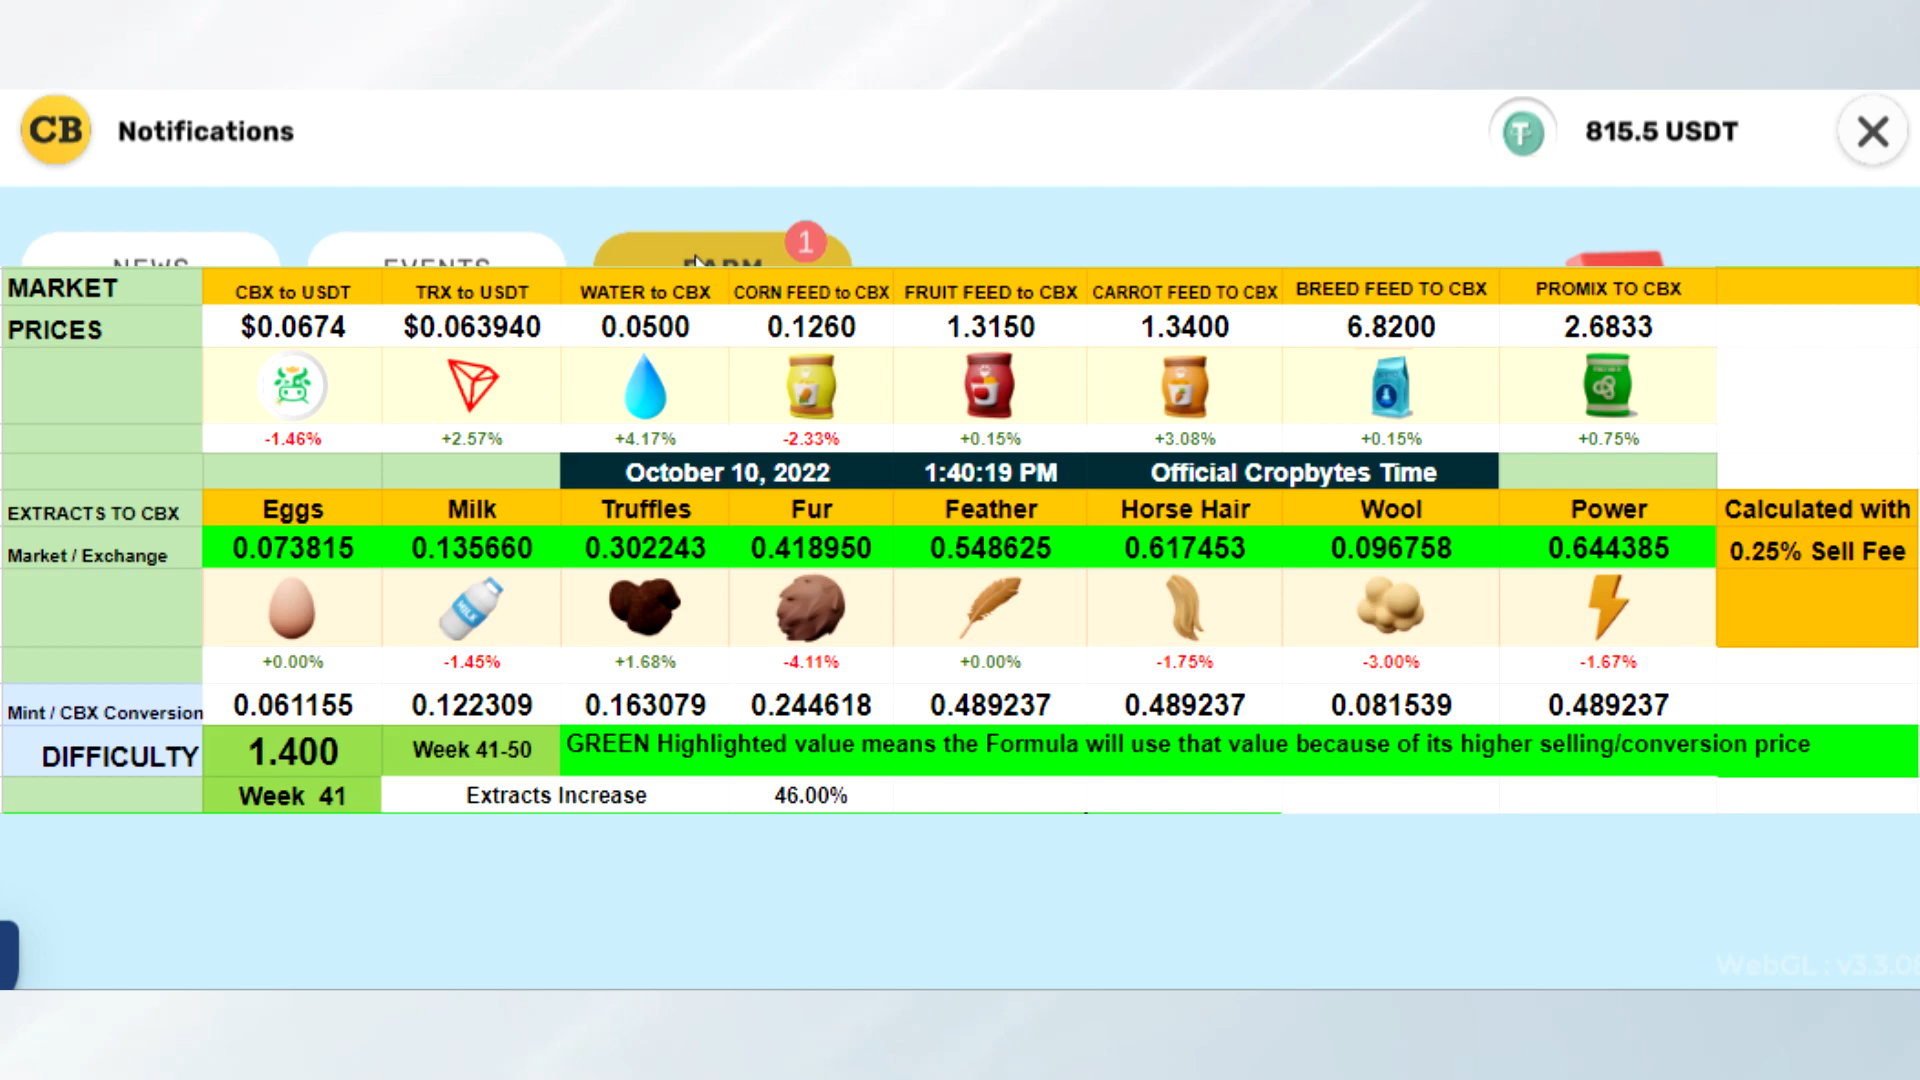 CB Notifications 815.5 USDT
NEWS EVENTS FARM 1
MARKET CBX to USDT TRX to USDT WATER to CBX CORN FEED to CBX FRUIT FEED to CBX CARROT FEED TO CBX BREED FEED TO CBX PROMIX TO CBX
PRICES $0.0674 $0.063940 0.0500 0.1260 1.3150 1.3400 6.8200 2.6833
-1.46% +2.57% +4.17% -2.33% +0.15% +3.08% +0.15% +0.75%
October 10, 2022 1:40:19 PM Official Cropbytes Time
EXTRACTS TO CBX Eggs Milk Truffles Fur Feather Horse Hair Wool Power Calculated with
Market / Exchange 0.073815 0.135660 0.302243 0.418950 0.548625 0.617453 0.096758 0.644385 0.25% Sell Fee
MILK
+0.00% -1.45% +1.68% -4.11% +0.00% -1.75% -3.00% -1.67%
Mint / CBX Conversion 0.061155 0.122309 0.163079 0.244618 0.489237 0.489237 0.081539 0.489237
DIFFICULTY 1.400 Week 41-50 GREEN Highlighted value means the Formula will use that value because of its higher selling/conversion price
Week 41 Extracts Increase 46.00%